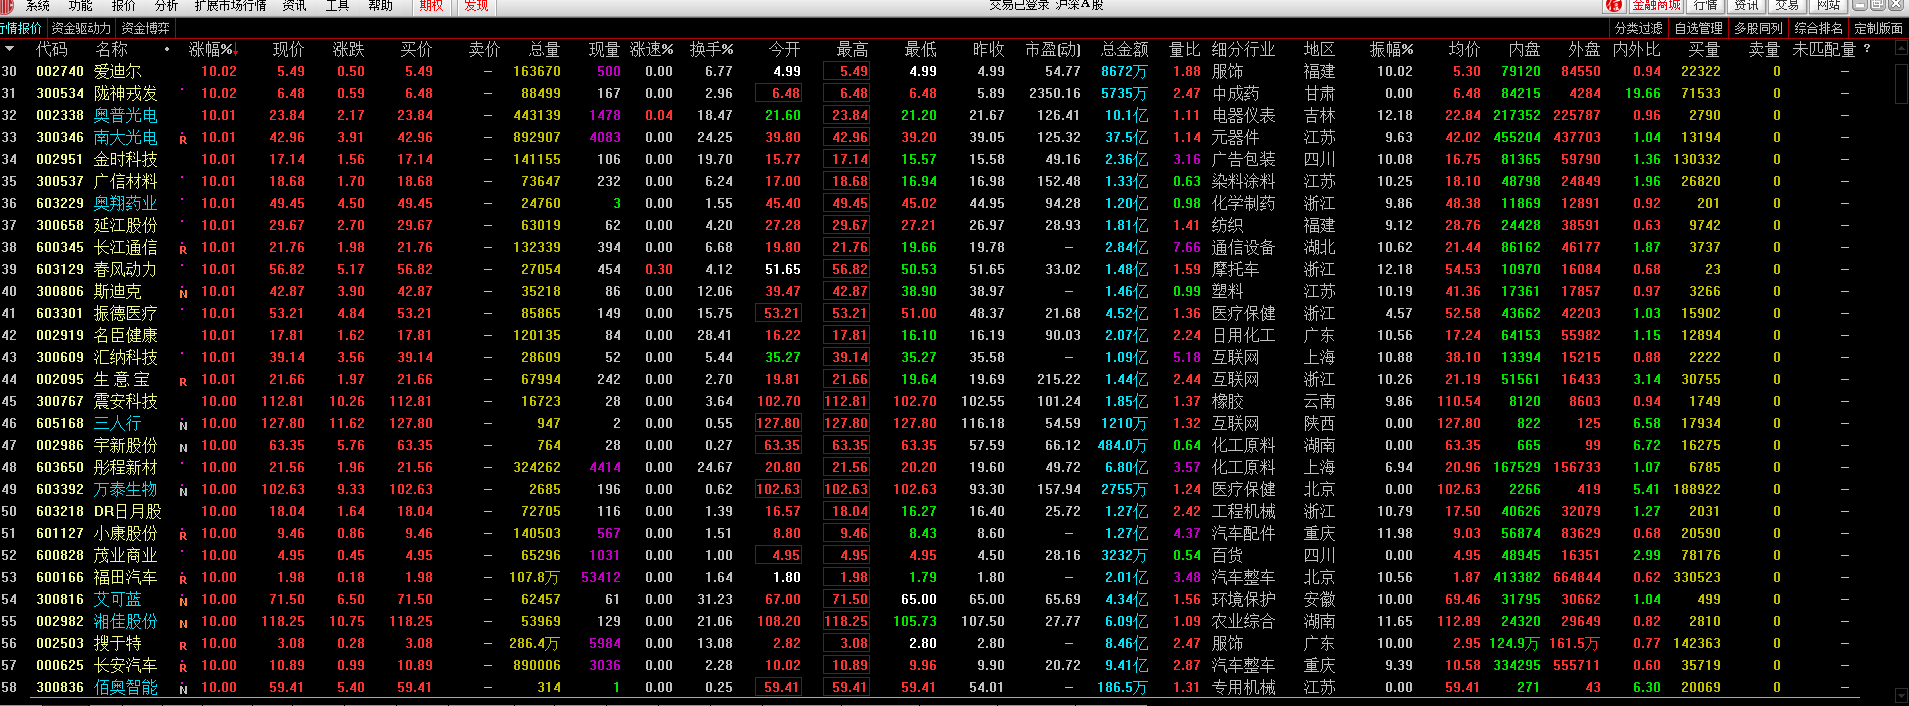 系统 功能 报价 分析 扩展市场行情 资讯 工具 帮助 期权 发现 交易已登录 沪深A股 金融商城 行情 资讯 交易 网站
行情报价 资金驱动力 资金博弈 分类过滤 自选管理 多股同列 综合排名 定制版面
代码 名称 涨幅%↓ 现价 涨跌 买价 卖价 总量 现量 涨速% 换手% 今开 最高 最低 昨收 市盈(动) 总金额 量比 细分行业 地区 振幅% 均价 内盘 外盘 内外比 买量 卖量 未匹配量 ?
30 002740 爱迪尔 10.02 5.49 0.50 5.49 — 163670 500 0.00 6.77 4.99 5.49 4.99 4.99 54.77 8672万 1.88 服饰 福建 10.02 5.30 79120 84550 0.94 22322 0 —
31 300534 陇神戎发 10.02 6.48 0.59 6.48 — 88499 167 0.00 2.96 6.48 6.48 6.48 5.89 2350.16 5735万 2.47 中成药 甘肃 0.00 6.48 84215 4284 19.66 71533 0 —
32 002338 奥普光电 10.01 23.84 2.17 23.84 — 443139 1478 0.04 18.47 21.60 23.84 21.20 21.67 126.41 10.1亿 1.11 电器仪表 吉林 12.18 22.84 217352 225787 0.96 2790 0 —
33 300346 南大光电 R 10.01 42.96 3.91 42.96 — 892907 4083 0.00 24.25 39.80 42.96 39.20 39.05 125.32 37.5亿 1.14 元器件 江苏 9.63 42.02 455204 437703 1.04 13194 0 —
34 002951 金时科技 10.01 17.14 1.56 17.14 — 141155 106 0.00 19.70 15.77 17.14 15.57 15.58 49.16 2.36亿 3.16 广告包装 四川 10.08 16.75 81365 59790 1.36 130332 0 —
35 300537 广信材料 10.01 18.68 1.70 18.68 — 73647 232 0.00 6.24 17.00 18.68 16.94 16.98 152.48 1.33亿 0.63 染料涂料 江苏 10.25 18.10 48798 24849 1.96 26820 0 —
36 603229 奥翔药业 10.01 49.45 4.50 49.45 — 24760 3 0.00 1.55 45.40 49.45 45.02 44.95 94.28 1.20亿 0.98 化学制药 浙江 9.86 48.38 11869 12891 0.92 201 0 —
37 300658 延江股份 10.01 29.67 2.70 29.67 — 63019 62 0.00 4.20 27.28 29.67 27.21 26.97 28.93 1.81亿 1.41 纺织 福建 9.12 28.76 24428 38591 0.63 9742 0 —
38 600345 长江通信 R 10.01 21.76 1.98 21.76 — 132339 394 0.00 6.68 19.80 21.76 19.66 19.78 — 2.84亿 7.66 通信设备 湖北 10.62 21.44 86162 46177 1.87 3737 0 —
39 603129 春风动力 10.01 56.82 5.17 56.82 — 27054 454 0.30 4.12 51.65 56.82 50.53 51.65 33.02 1.48亿 1.59 摩托车 浙江 12.18 54.53 10970 16084 0.68 23 0 —
40 300806 斯迪克 N 10.01 42.87 3.90 42.87 — 35218 86 0.00 12.06 39.47 42.87 38.90 38.97 — 1.46亿 0.99 塑料 江苏 10.19 41.36 17361 17857 0.97 3266 0 —
41 603301 振德医疗 10.01 53.21 4.84 53.21 — 85865 149 0.00 15.75 53.21 53.21 51.00 48.37 21.68 4.52亿 1.36 医疗保健 浙江 4.57 52.58 43662 42203 1.03 15902 0 —
42 002919 名臣健康 10.01 17.81 1.62 17.81 — 120135 84 0.00 28.41 16.22 17.81 16.10 16.19 90.03 2.07亿 2.24 日用化工 广东 10.56 17.24 64153 55982 1.15 12894 0 —
43 300609 汇纳科技 10.01 39.14 3.56 39.14 — 28609 52 0.00 5.44 35.27 39.14 35.27 35.58 — 1.09亿 5.18 互联网 上海 10.88 38.10 13394 15215 0.88 2222 0 —
44 002095 生意宝 R 10.01 21.66 1.97 21.66 — 67994 242 0.00 2.70 19.81 21.66 19.64 19.69 215.22 1.44亿 2.44 互联网 浙江 10.26 21.19 51561 16433 3.14 30755 0 —
45 300767 震安科技 10.01 112.81 10.26 112.81 — 16723 28 0.00 3.64 102.70 112.81 102.70 102.55 101.24 1.85亿 1.37 橡胶 云南 9.86 110.54 8120 8603 0.94 1749 0 —
46 605168 三人行 N 10.00 127.80 11.62 127.80 — 947 2 0.00 0.55 127.80 127.80 127.80 116.18 54.59 1210万 1.32 互联网 陕西 0.00 127.80 822 125 6.58 17934 0 —
47 002986 宇新股份 N 10.00 63.35 5.76 63.35 — 764 28 0.00 0.27 63.35 63.35 63.35 57.59 66.12 484.0万 0.64 化工原料 湖南 0.00 63.35 665 99 6.72 16275 0 —
48 603650 彤程新材 10.00 21.56 1.96 21.56 — 324262 4414 0.00 24.67 20.80 21.56 20.20 19.60 49.72 6.80亿 3.57 化工原料 上海 6.94 20.96 167529 156733 1.07 6785 0 —
49 603392 万泰生物 N 10.00 102.63 9.33 102.63 — 2685 196 0.00 0.62 102.63 102.63 102.63 93.30 157.94 2755万 1.24 医疗保健 北京 0.00 102.63 2266 419 5.41 188922 0 —
50 603218 DR日月股 10.00 18.04 1.64 18.04 — 72705 116 0.00 1.39 16.57 18.04 16.27 16.40 25.72 1.27亿 2.42 工程机械 浙江 10.79 17.50 40626 32079 1.27 2031 0 —
51 601127 小康股份 R 10.00 9.46 0.86 9.46 — 140503 567 0.00 1.51 8.80 9.46 8.43 8.60 — 1.27亿 4.37 汽车配件 重庆 11.98 9.03 56874 83629 0.68 20590 0 —
52 600828 茂业商业 10.00 4.95 0.45 4.95 — 65296 1031 0.00 1.00 4.95 4.95 4.95 4.50 28.16 3232万 0.54 百货 四川 0.00 4.95 48945 16351 2.99 78176 0 —
53 600166 福田汽车 R 10.00 1.98 0.18 1.98 — 107.8万 53412 0.00 1.64 1.80 1.98 1.79 1.80 — 2.01亿 3.48 汽车整车 北京 10.56 1.87 413382 664844 0.62 330523 0 —
54 300816 艾可蓝 N 10.00 71.50 6.50 71.50 — 62457 61 0.00 31.23 67.00 71.50 65.00 65.00 65.69 4.34亿 1.56 环境保护 安徽 10.00 69.46 31795 30662 1.04 499 0 —
55 002982 湘佳股份 N 10.00 118.25 10.75 118.25 — 53969 129 0.00 21.06 108.20 118.25 105.73 107.50 27.77 6.09亿 1.09 农业综合 湖南 11.65 112.89 24320 29649 0.82 2810 0 —
56 002503 搜于特 R 10.00 3.08 0.28 3.08 — 286.4万 5984 0.00 13.08 2.82 3.08 2.80 2.80 — 8.46亿 2.47 服饰 广东 10.00 2.95 124.9万 161.5万 0.77 142363 0 —
57 000625 长安汽车 R 10.00 10.89 0.99 10.89 — 890006 3036 0.00 2.28 10.02 10.89 9.96 9.90 20.72 9.41亿 2.87 汽车整车 重庆 9.39 10.58 334295 555711 0.60 35719 0 —
58 300836 佰奥智能 N 10.00 59.41 5.40 59.41 — 314 1 0.00 0.25 59.41 59.41 59.41 54.01 — 186.5万 1.31 专用机械 江苏 0.00 59.41 271 43 6.30 20069 0 —